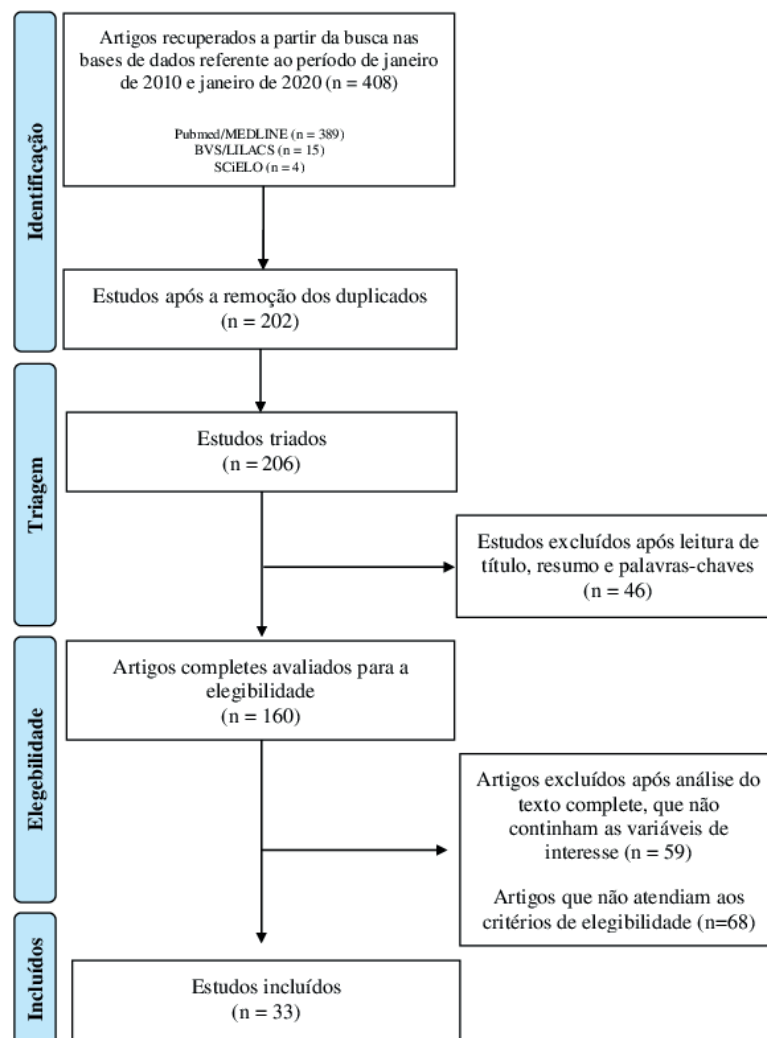 Identificação
Artigos recuperados a partir da busca nas
bases de dados referente ao período de janeiro
de 2010 e janeiro de 2020 (n = 408)
Pubmed/MEDLINE (n = 389)
BVS/LILACS (n = 15)
SCiELO (n = 4)
Estudos após a remoção dos duplicados
(n = 202)
Triagem
Estudos triados
(n = 206)
Estudos excluídos após leitura de
título, resumo e palavras-chaves
(n = 46)
Elegebilidade
Artigos completes avaliados para a
elegibilidade
(n = 160)
Artigos excluídos após análise do
texto complete, que não
continham as variáveis de
interesse (n = 59)
Artigos que não atendiam aos
critérios de elegibilidade (n=68)
Incluídos
Estudos incluídos
(n = 33)